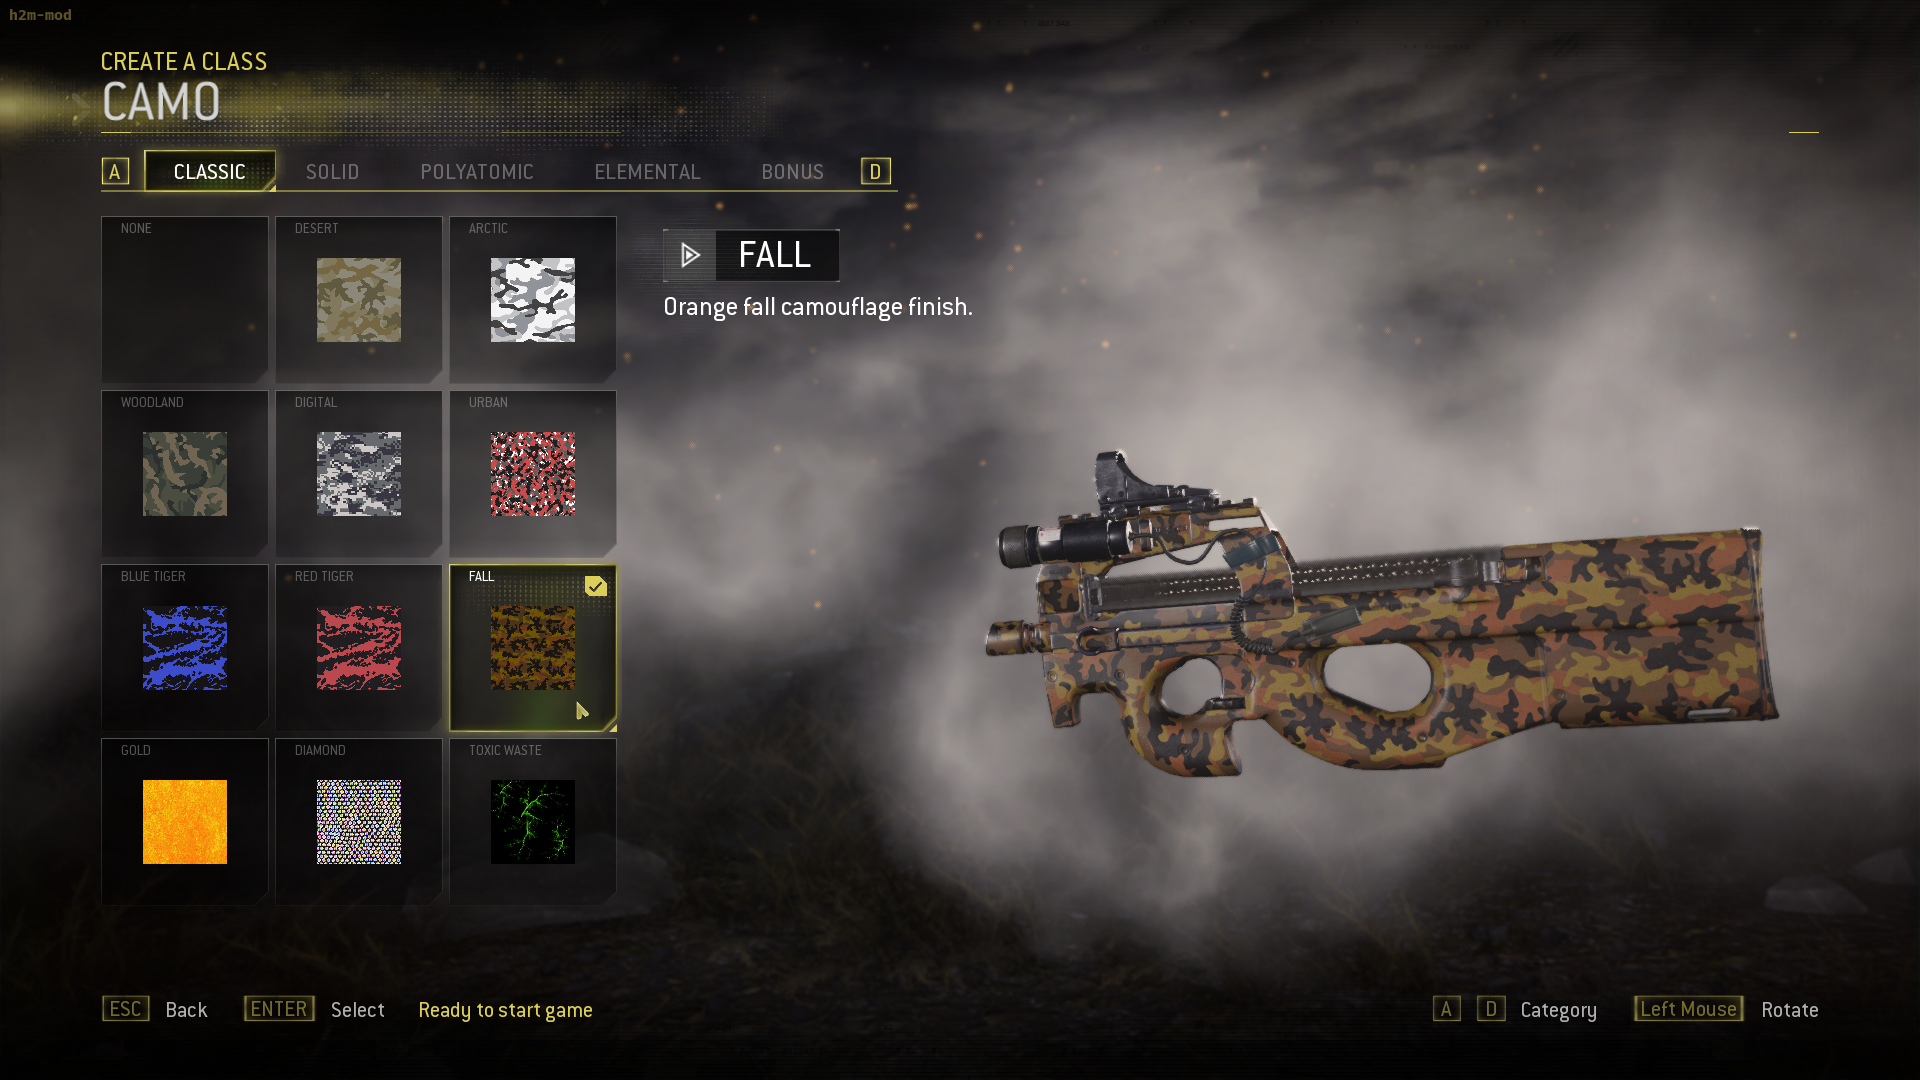 h2m-mod
CREATE A CLASS
CAMO
A CLASSIC SOLID POLYATOMIC ELEMENTAL BONUS D
NONE DESERT ARCTIC
FALL
Orange fall camouflage finish.
WOODLAND DIGITAL URBAN
BLUE TIGER RED TIGER FALL
GOLD DIAMOND TOXIC WASTE
ESC Back ENTER Select Ready to start game A D Category Left Mouse Rotate